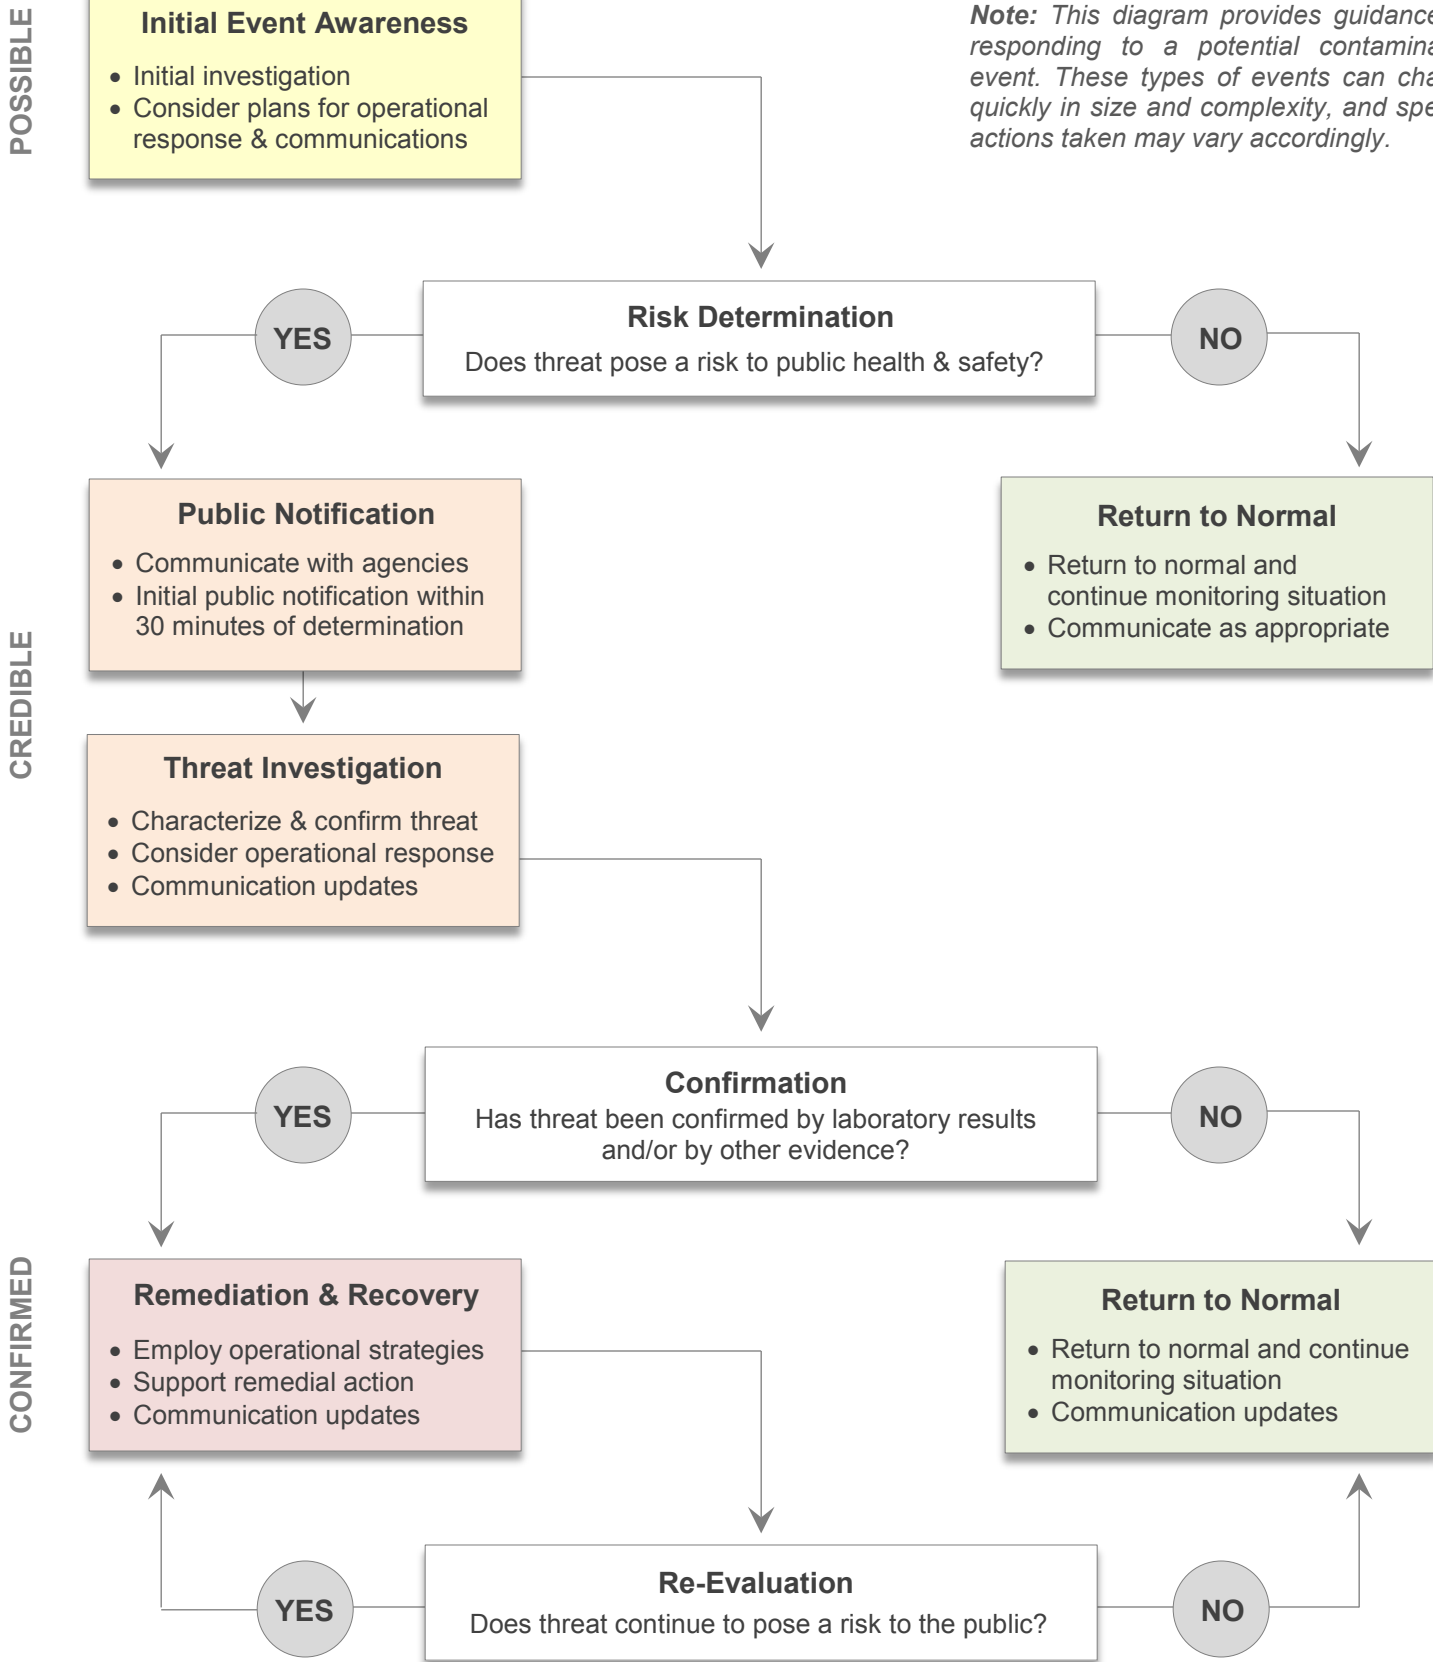 POSSIBLE
Initial Event Awareness
• Initial investigation
• Consider plans for operational
response & communications
Note: This diagram provides guidance
responding to a potential
event. These types of events can
quickly in size and complexity, and
actions taken may vary accordingly.
YES
Risk Determination
Does threat pose a risk to public health & safety?
NO
CREDIBLE
Public Notification
• Communicate with agencies
• Initial public notification within
30 minutes of determination
Return to Normal
• Return to normal and
continue monitoring situation
• Communicate as appropriate
Threat Investigation
• Characterize & confirm threat
• Consider operational response
• Communication updates
YES
Confirmation
Has threat been confirmed by laboratory results
and/or by other evidence?
NO
CONFIRMED
Remediation & Recovery
• Employ operational strategies
• Support remedial action
• Communication updates
Return to Normal
• Return to normal and continue
monitoring situation
• Communication updates
YES
Re-Evaluation
Does threat continue to pose a risk to the public?
NO